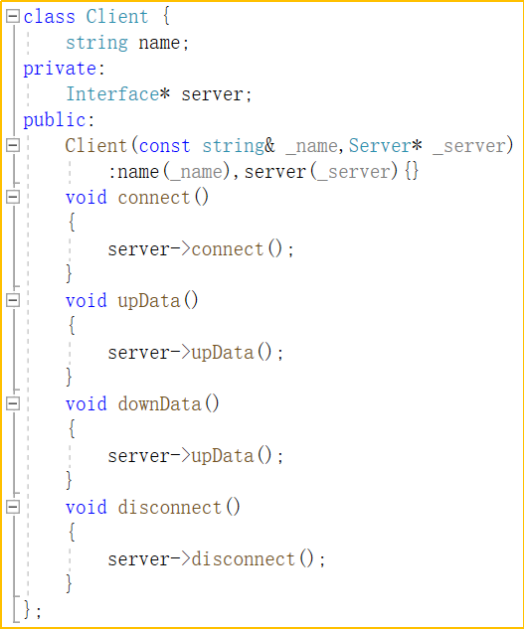 class Client {
string name;
private:
Interface* server;
public:
Client(const string& _name,Server* _server)
:name(_name),server(_server){}
void connect()
{
server->connect();
}
void upData()
{
server->upData();
}
void downData()
{
server->upData();
}
void disconnect()
{
server->disconnect();
}
};